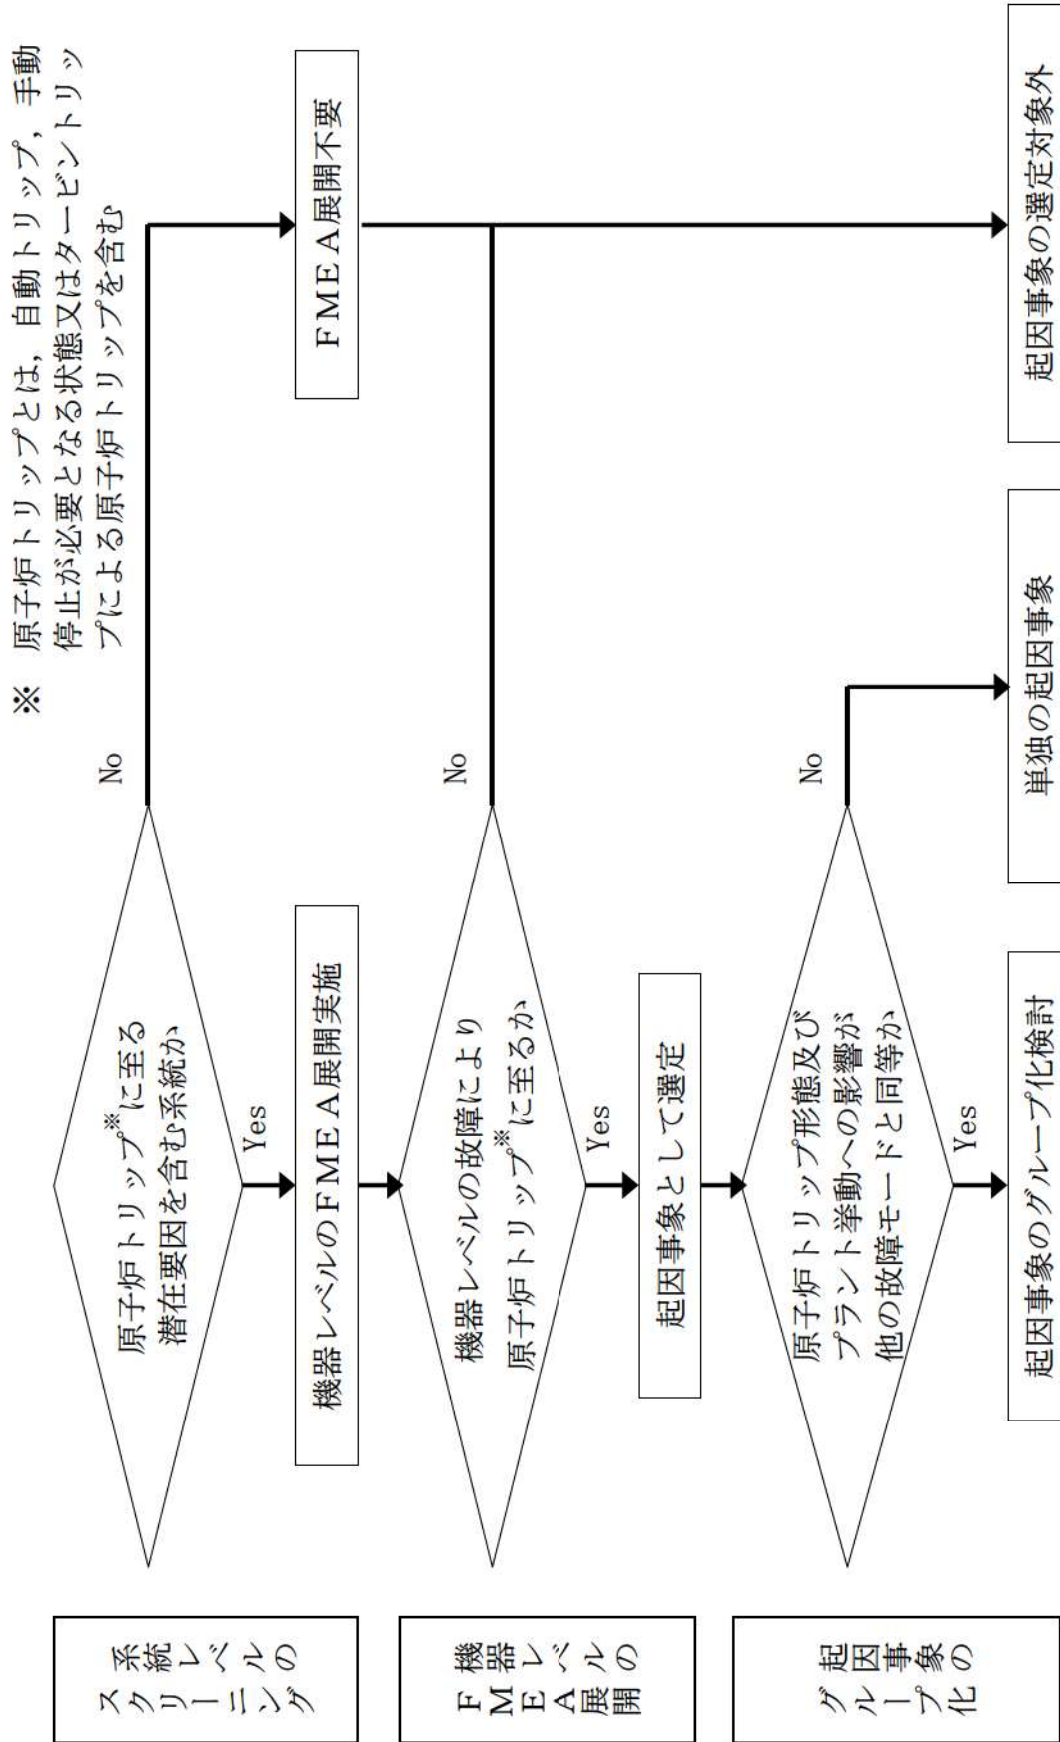 ※ 原子炉トリップとは，自動トリップ，手動
停止が必要となる状態又はタービントリッ
プによる原子炉トリップを含む
系統レベルの
スクリーニング
原子炉トリップ※に至る
潜在要因を含む系統か
No
Yes
機器レベルのＦＭＥＡ展開実施
ＦＭＥＡ展開不要
機器レベルの
ＦＭＥＡ展開
機器レベルの故障により
原子炉トリップ※に至るか
No
Yes
起因事象として選定
起因事象の
グループ化
原子炉トリップ形態及び
プラント挙動への影響が
他の故障モードと同等か
No
Yes
起因事象のグループ化検討
単独の起因事象
起因事象の選定対象外